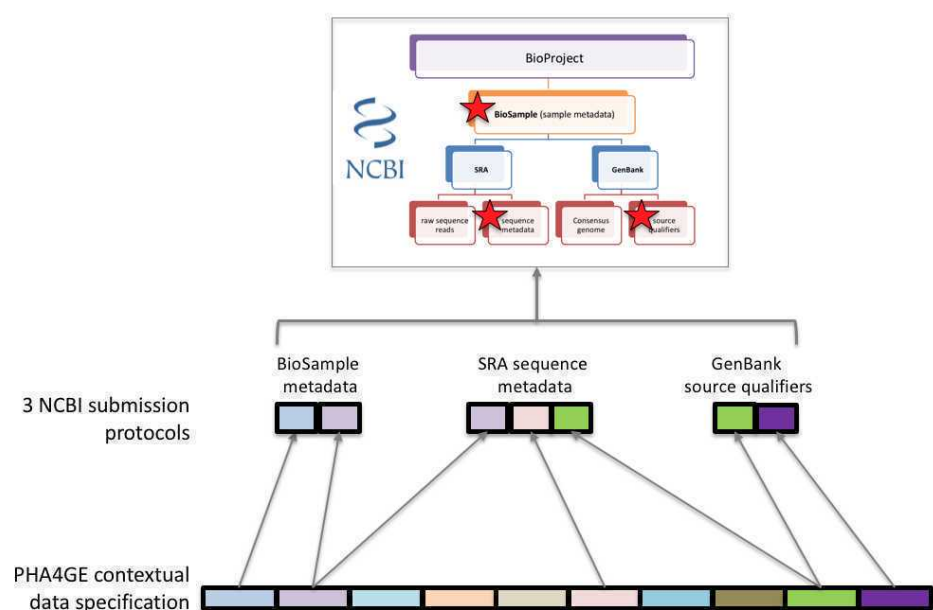 BioProject
BioSample (sample metadata)
NCBI
SRA
GenBank
raw sequence
reads
sequence
metadata
Consensus
genome
source
qualifiers
BioSample
metadata
SRA sequence
metadata
GenBank
source qualifiers
3 NCBI submission
protocols
PHA4GE contextual
data specification